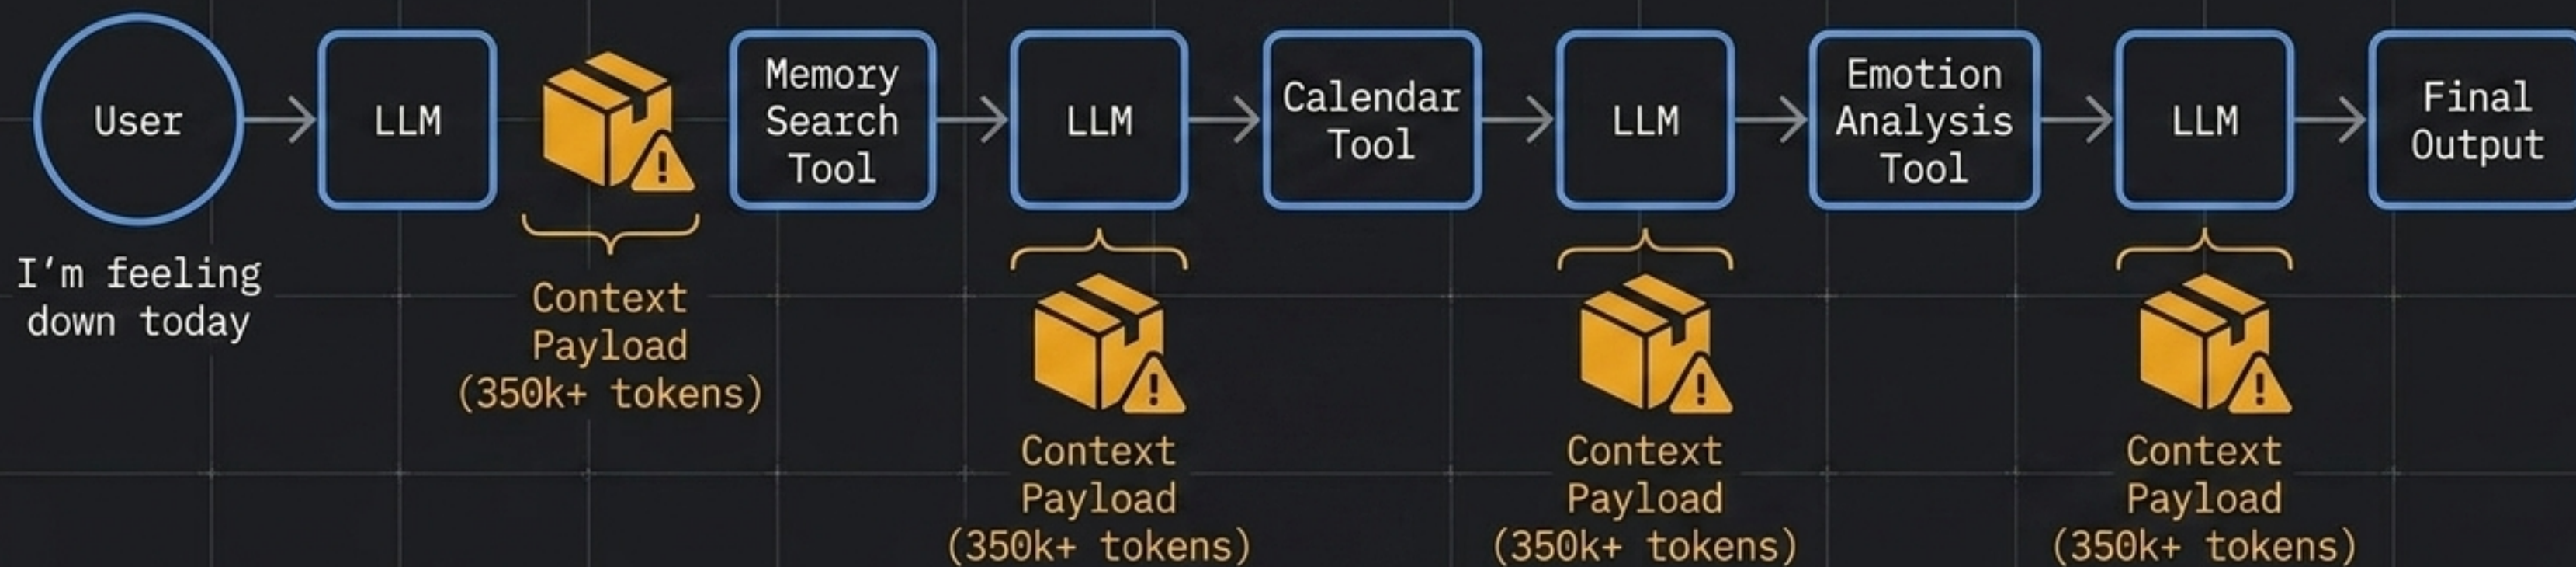 User
I'm feeling
down today
LLM
Context
Payload
(350k+ tokens)
Memory
Search
Tool
LLM
Context
Payload
(350k+ tokens)
Calendar
Tool
LLM
Context
Payload
(350k+ tokens)
Emotion
Analysis
Tool
LLM
Context
Payload
(350k+ tokens)
Final
Output